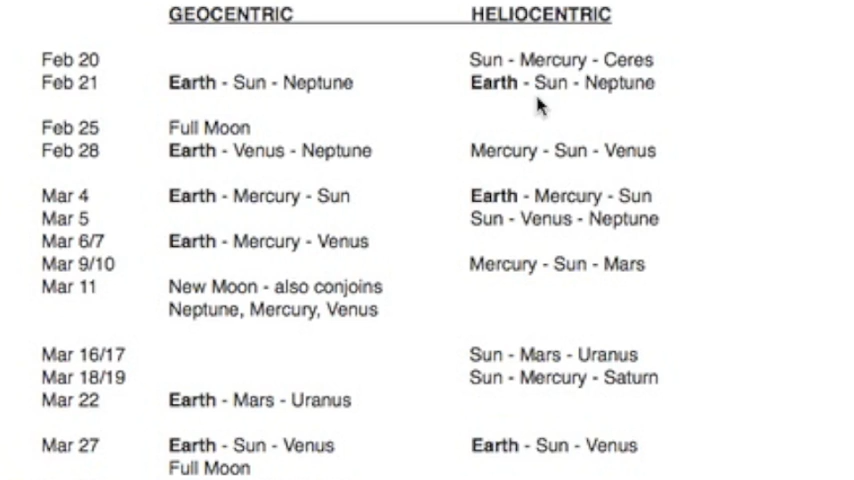 GEOCENTRIC HELIOCENTRIC
Feb 20 Sun - Mercury - Ceres
Feb 21 Earth - Sun - Neptune Earth - Sun - Neptune
Feb 25 Full Moon
Feb 28 Earth - Venus - Neptune Mercury - Sun - Venus
Mar 4 Earth - Mercury - Sun Earth - Mercury - Sun
Mar 5 Sun - Venus - Neptune
Mar 6/7 Earth - Mercury - Venus
Mar 9/10 Mercury - Sun - Mars
Mar 11 New Moon - also conjoins
Neptune, Mercury, Venus
Mar 16/17 Sun - Mars - Uranus
Mar 18/19 Sun - Mercury - Saturn
Mar 22 Earth - Mars - Uranus
Mar 27 Earth - Sun - Venus Earth - Sun - Venus
Full Moon